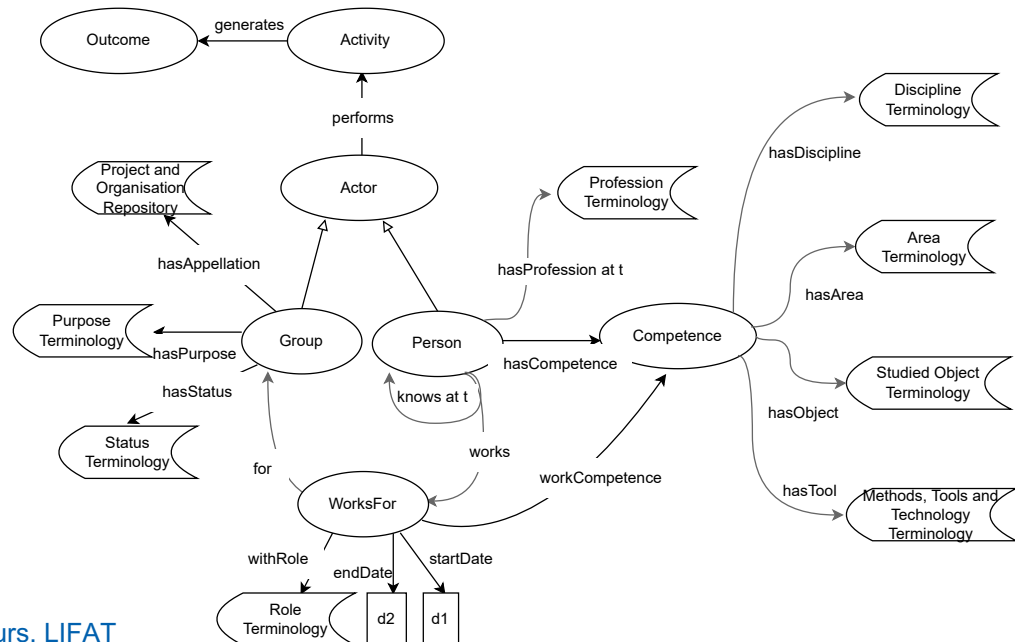 generates
Outcome
Activity
performs
Discipline
Terminology
hasDiscipline
Project and
Organisation
Repository
Actor
Profession
Terminology
Area
Terminology
hasAppellation
hasProfession at t
hasArea
Purpose
Terminology
hasPurpose
Group
Person
hasCompetence
Competence
hasStatus
knows at t
Studied Object
Terminology
hasObject
Status
Terminology
for
works
workCompetence
hasTool
WorksFor
Methods, Tools and
Technology
Terminology
withRole
endDate
startDate
Role
Terminology
d2
d1
urs, LIFAT